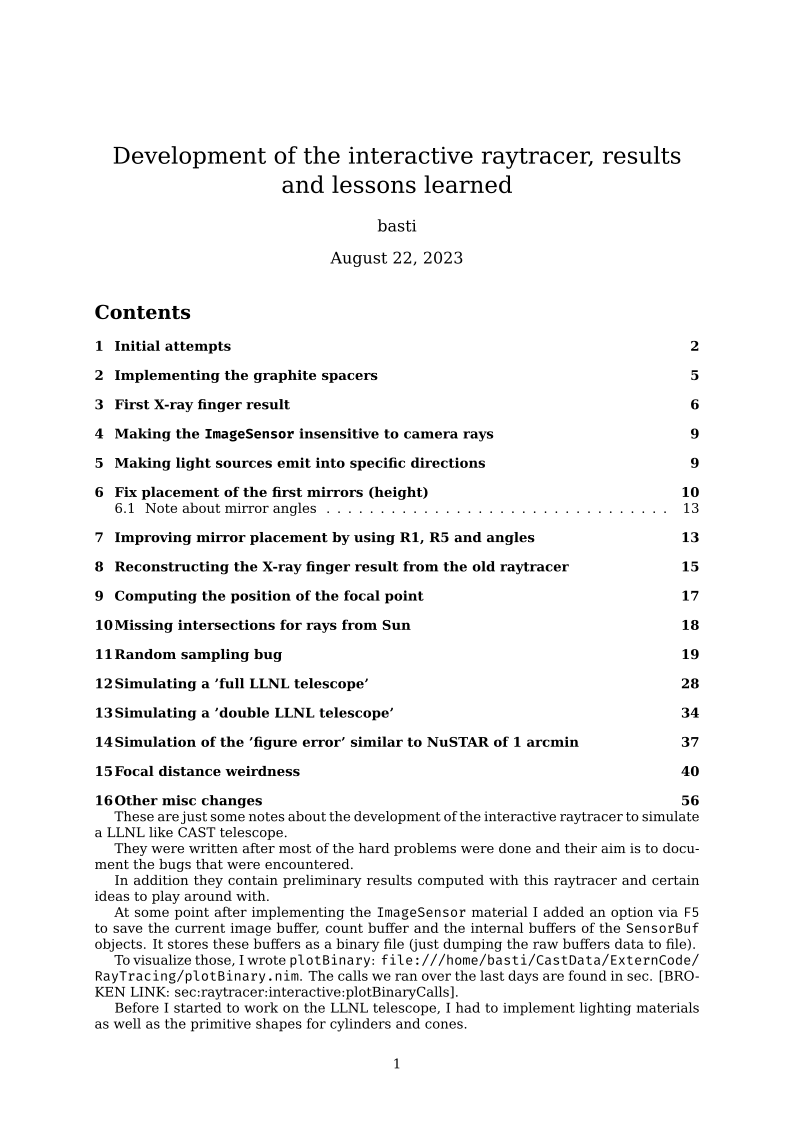 Development of the interactive raytracer, results
and lessons learned
basti
August 22, 2023
Contents
1 Initial attempts 2
2 Implementing the graphite spacers 5
3 First X-ray finger result 6
4 Making the ImageSensor insensitive to camera rays 9
5 Making light sources emit into specific directions 9
6 Fix placement of the first mirrors (height) 10
6.1 Note about mirror angles . . . . . . . . . . . . . . . . . . . . . . . . . . . . . . . 13
7 Improving mirror placement by using R1, R5 and angles 13
8 Reconstructing the X-ray finger result from the old raytracer 15
9 Computing the position of the focal point 17
10 Missing intersections for rays from Sun 18
11 Random sampling bug 19
12 Simulating a ’full LLNL telescope’ 28
13 Simulating a ’double LLNL telescope’ 34
14 Simulation of the ’figure error’ similar to NuSTAR of 1 arcmin 37
15 Focal distance weirdness 40
16 Other misc changes 56
These are just some notes about the development of the interactive raytracer to simulate
a LLNL like CAST telescope.
They were written after most of the hard problems were done and their aim is to docu-
ment the bugs that were encountered.
In addition they contain preliminary results computed with this raytracer and certain
ideas to play around with.
At some point after implementing the ImageSensor material I added an option via F5
to save the current image buffer, count buffer and the internal buffers of the SensorBuf
objects. It stores these buffers as a binary file (just dumping the raw buffers data to file).
To visualize those, I wrote plotBinary: file:///home/basti/CastData/ExternCode/
RayTracing/plotBinary.nim. The calls we ran over the last days are found in sec. [BRO-
KEN LINK: sec:raytracer:interactive:plotBinaryCalls].
Before I started to work on the LLNL telescope, I had to implement lighting materials
as well as the primitive shapes for cylinders and cones.
1